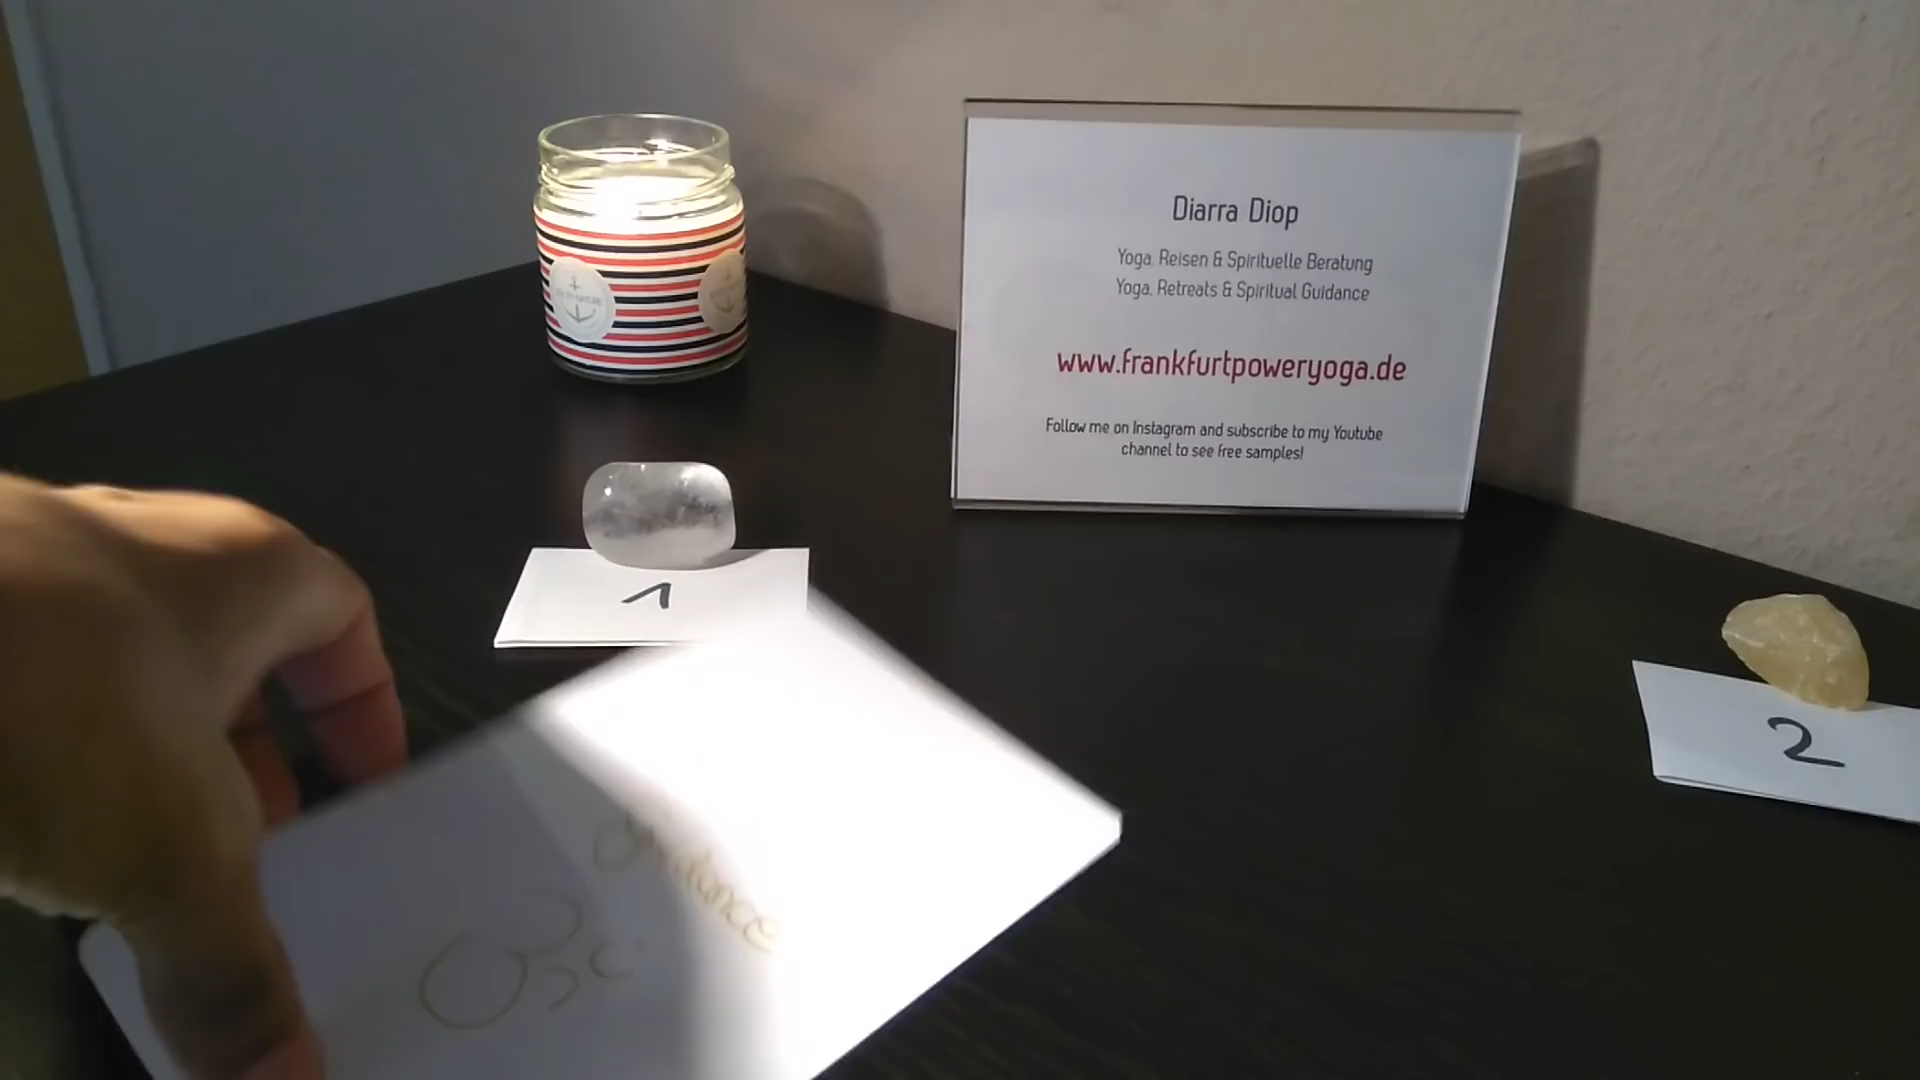 Diarra Diop
Yoga, Reisen & Spirituelle Beratung
Yoga, Retreats & Spiritual Guidance
www.frankfurtpoweryoga.de
Follow me on Instagram and subscribe to my Youtube
channel to see free samples!
1
2
Guidance